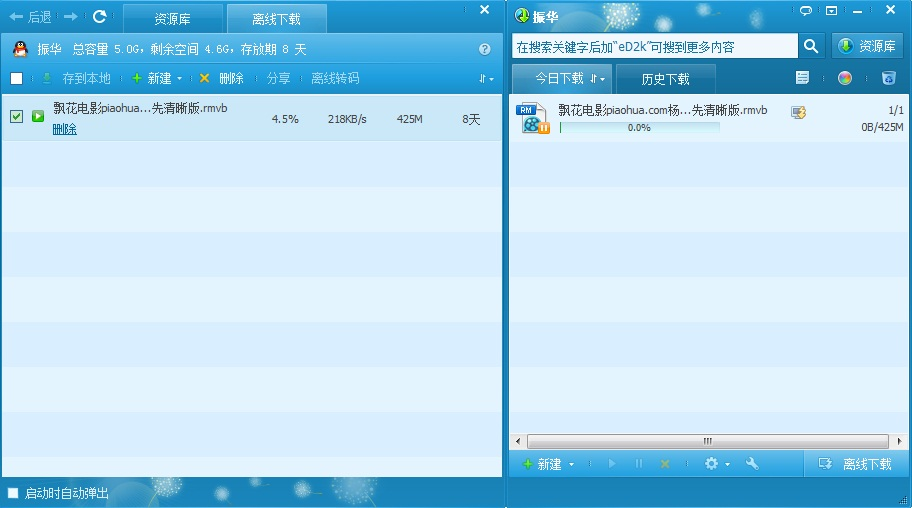 后退 资源库 离线下载
振华 总容量 5.0G，剩余空间 4.6G，存放期 8 天
存到本地 新建 删除 分享 离线转码
飘花电影piaohua...先清晰版.rmvb 4.5% 218KB/s 425M 8天
删除
启动时自动弹出
振华
在搜索关键字后加“eD2k”可搜到更多内容 资源库
今日下载 历史下载
RM 飘花电影piaohua.com杨...先清晰版.rmvb 1/1
0.0% 0B/425M
新建 离线下载